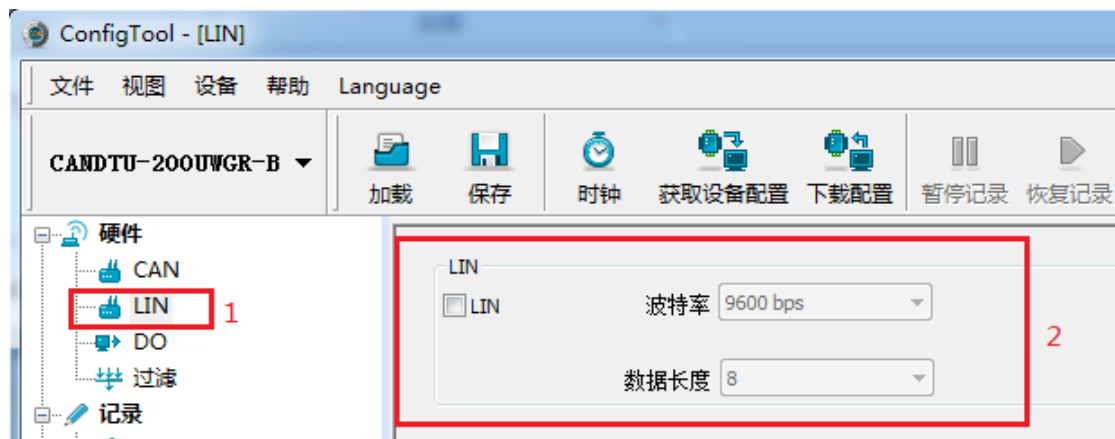 ConfigTool - [LIN]
文件 视图 设备 帮助 Language
CANDTU-200UWGR-B
加载 保存 时钟 获取设备配置 下载配置 暂停记录 恢复记录
硬件
CAN
LIN
1
DO
过滤
记录
LIN
LIN 波特率 9600 bps
数据长度 8
2